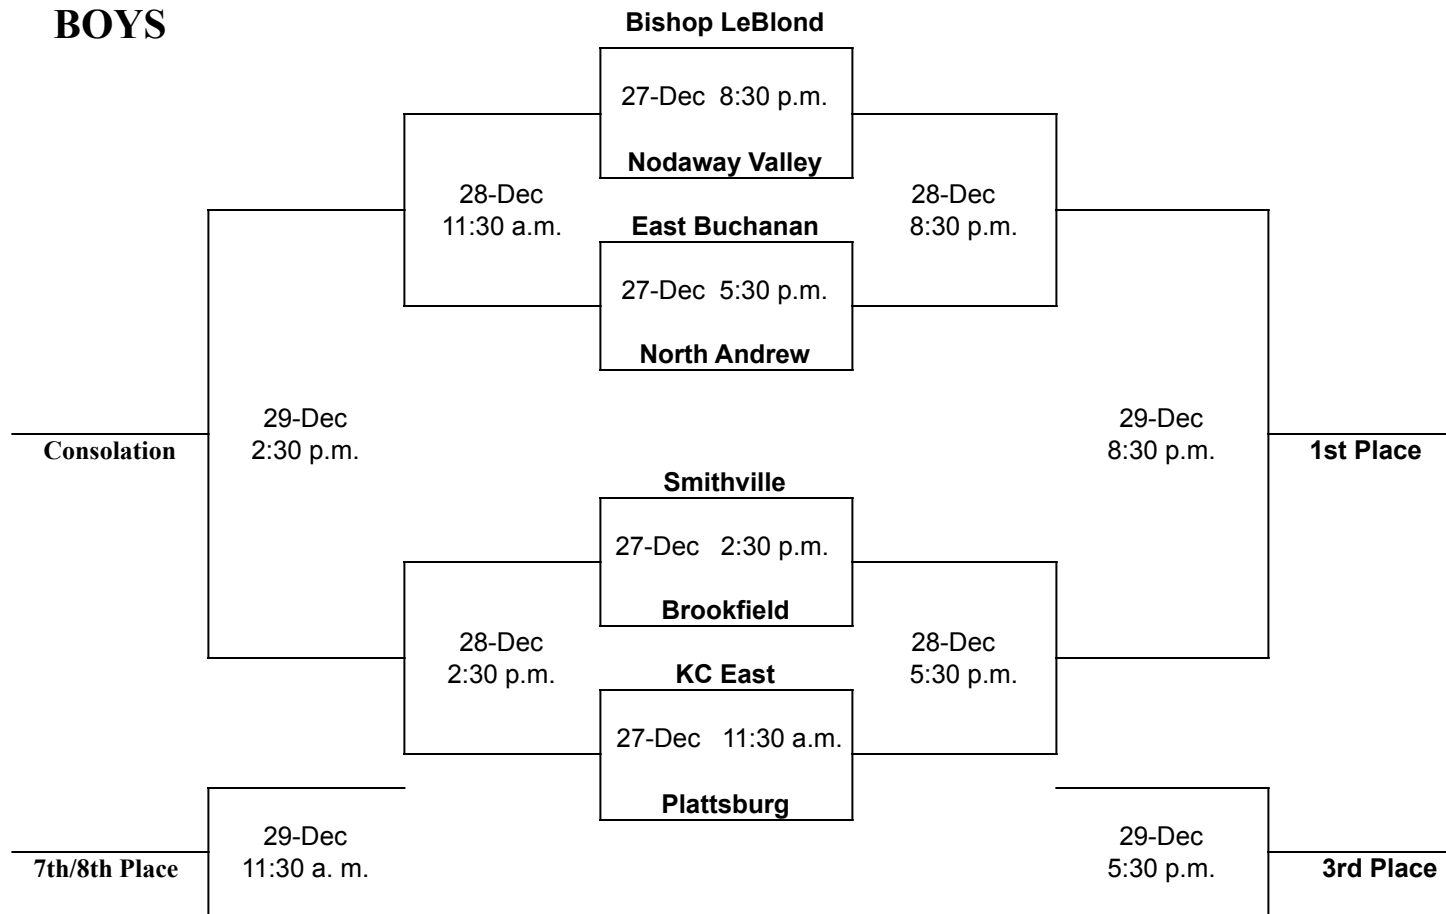 BOYS
Bishop LeBlond
27-Dec 8:30 p.m.
Nodaway Valley
28-Dec
11:30 a.m.
28-Dec
8:30 p.m.
East Buchanan
27-Dec 5:30 p.m.
North Andrew
29-Dec
2:30 p.m.
Consolation
29-Dec
8:30 p.m.
1st Place
Smithville
27-Dec 2:30 p.m.
Brookfield
28-Dec
2:30 p.m.
28-Dec
5:30 p.m.
KC East
27-Dec 11:30 a.m.
Plattsburg
29-Dec
11:30 a. m.
7th/8th Place
29-Dec
5:30 p.m.
3rd Place